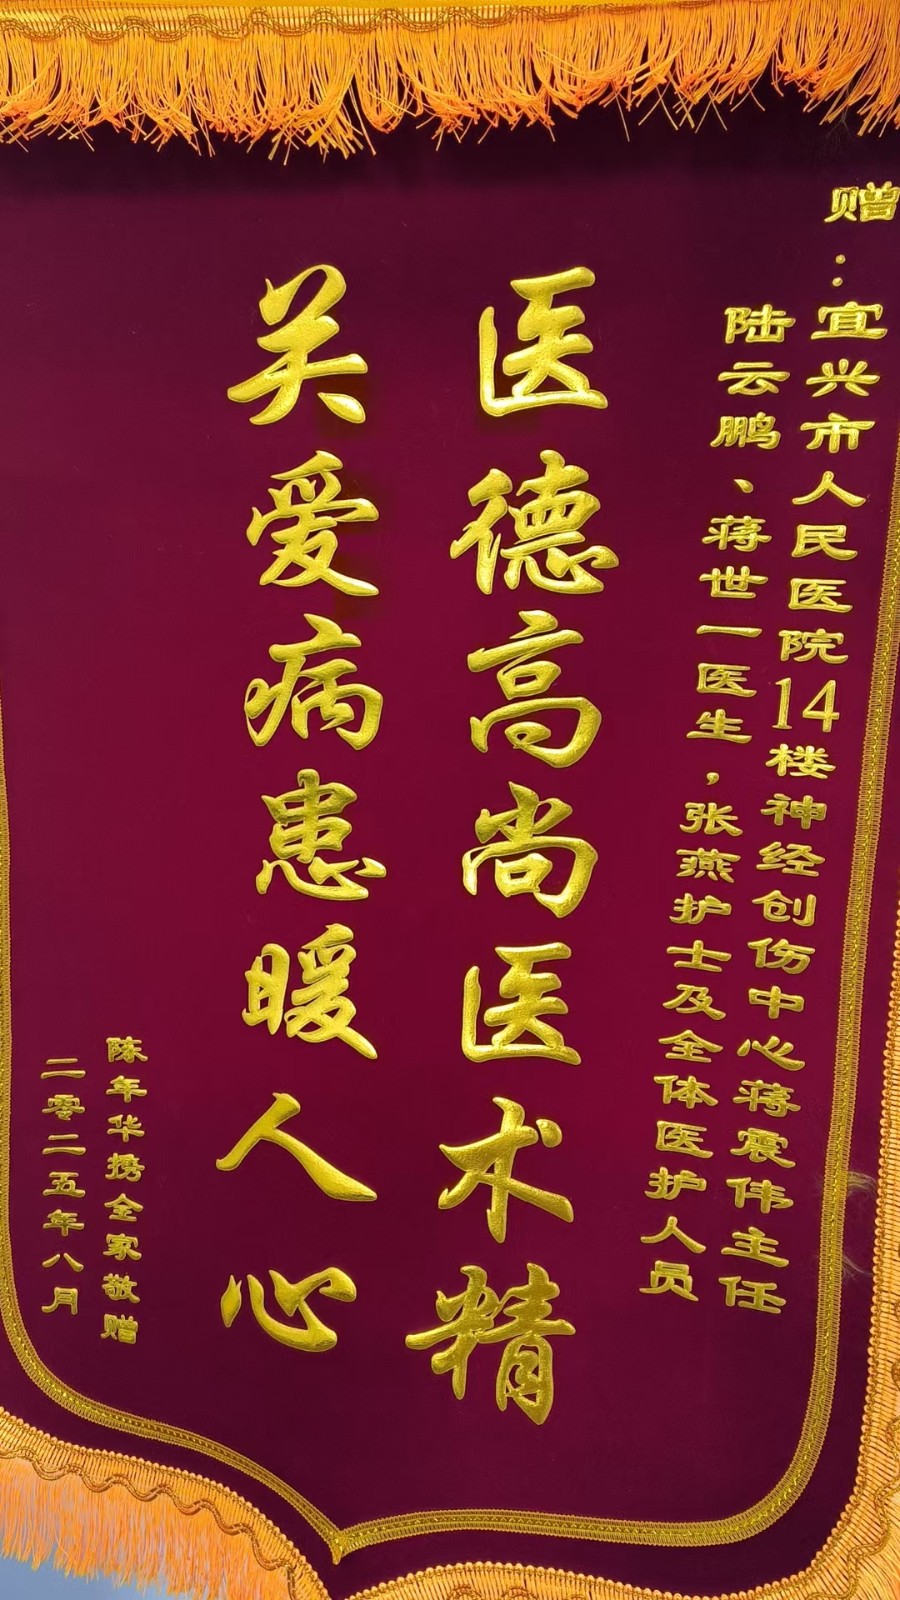 赠：宜兴市人民医院14楼神经创伤中心蒋震伟主任
陆云鹏、蒋世一医生，张燕护士及全体医护人员
医德高尚医术精
关爱病患暖人心
陈年华携全家敬赠
二零二五年八月